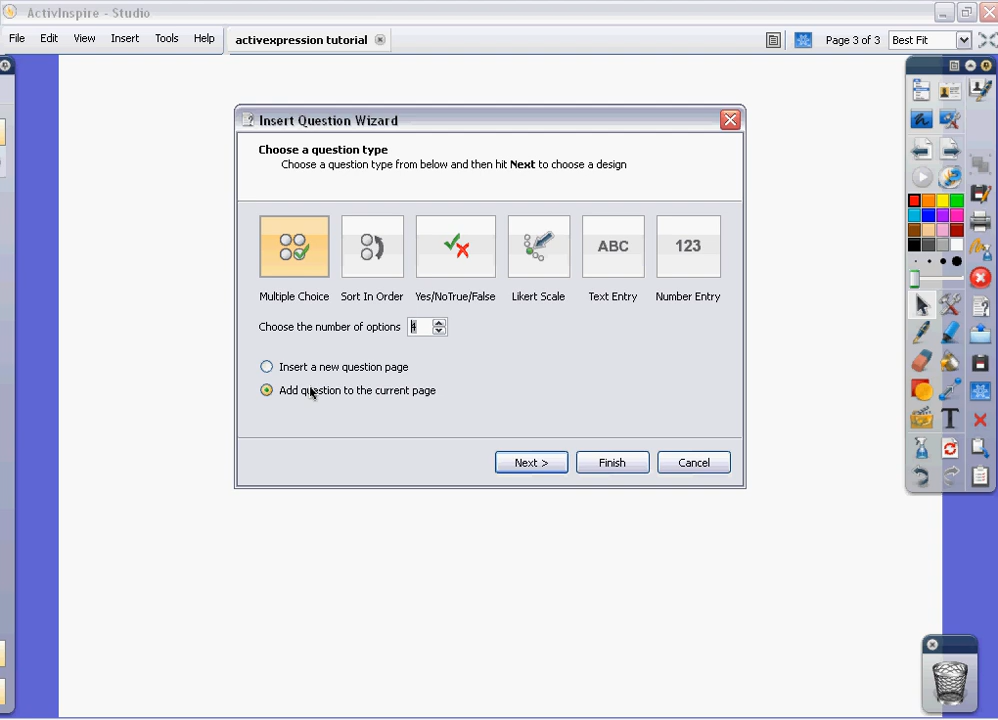 ActivInspire - Studio
File Edit View Insert Tools Help activexpression tutorial Page 3 of 3 Best Fit
Insert Question Wizard
Choose a question type
Choose a question type from below and then hit Next to choose a design
ABC 123
Multiple Choice Sort In Order Yes/NoTrue/False Likert Scale Text Entry Number Entry
Choose the number of options 4
Insert a new question page
Add question to the current page
Next > Finish Cancel
T